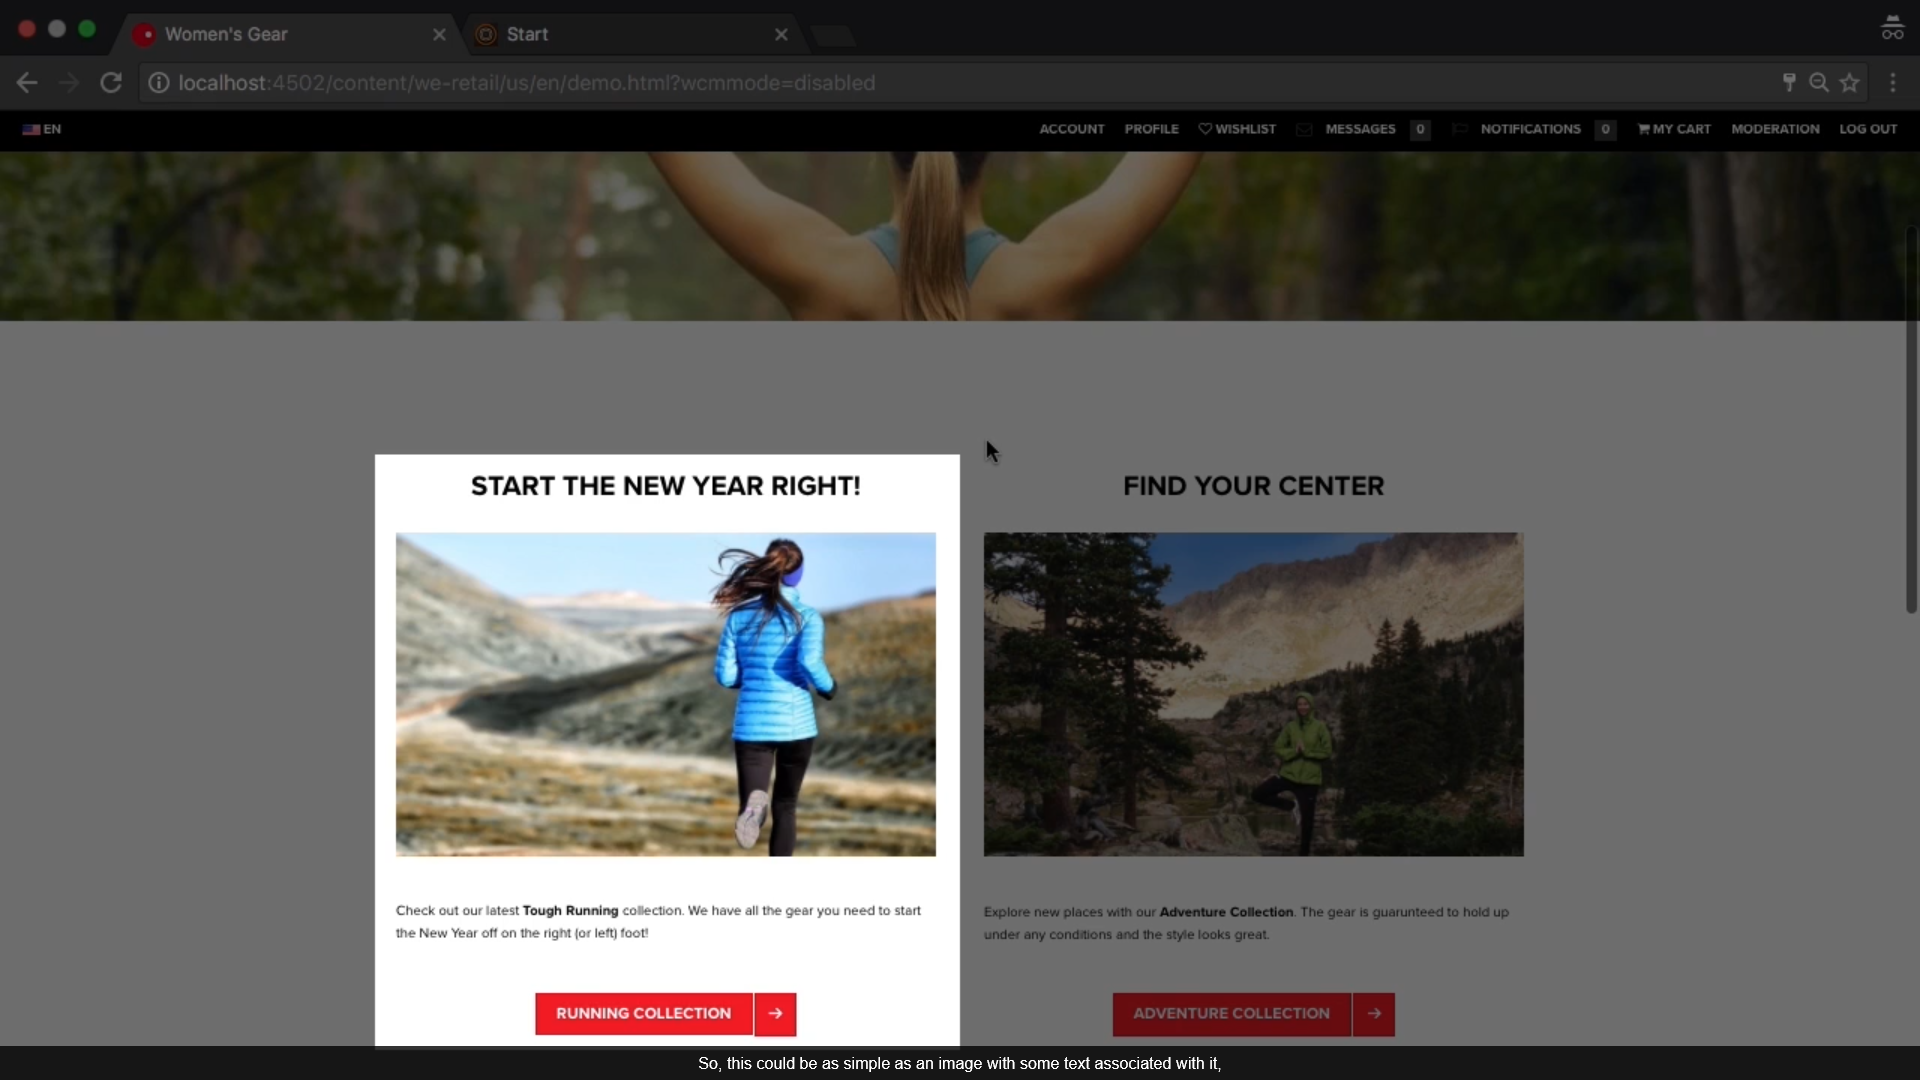 Women's Gear
Start
localhost:4502/content/we-retail/us/en/demo.html?wcmmode=disabled
EN
ACCOUNT PROFILE WISHLIST MESSAGES 0 NOTIFICATIONS 0 MY CART MODERATION LOG OUT
START THE NEW YEAR RIGHT!
Check out our latest Tough Running collection. We have all the gear you need to start
the New Year off on the right (or left) foot!
RUNNING COLLECTION
FIND YOUR CENTER
Explore new places with our Adventure Collection. The gear is guarunteed to hold up
under any conditions and the style looks great.
ADVENTURE COLLECTION
So, this could be as simple as an image with some text associated with it,